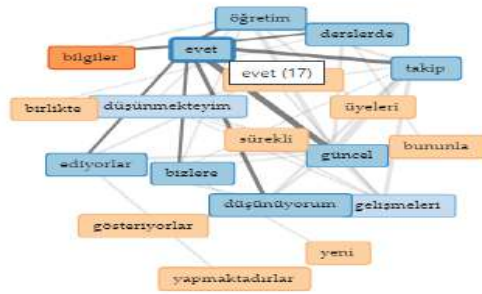 öğretim
derslerde
evet
bilgiler
takip
evet (17)
birlikte
düşünmekteyim
üyeleri
sürekli
bununla
güncel
ediyorlar
bizlere
düşünüyorum
gelişmeleri
gösteriyorlar
yeni
yapmaktadırlar